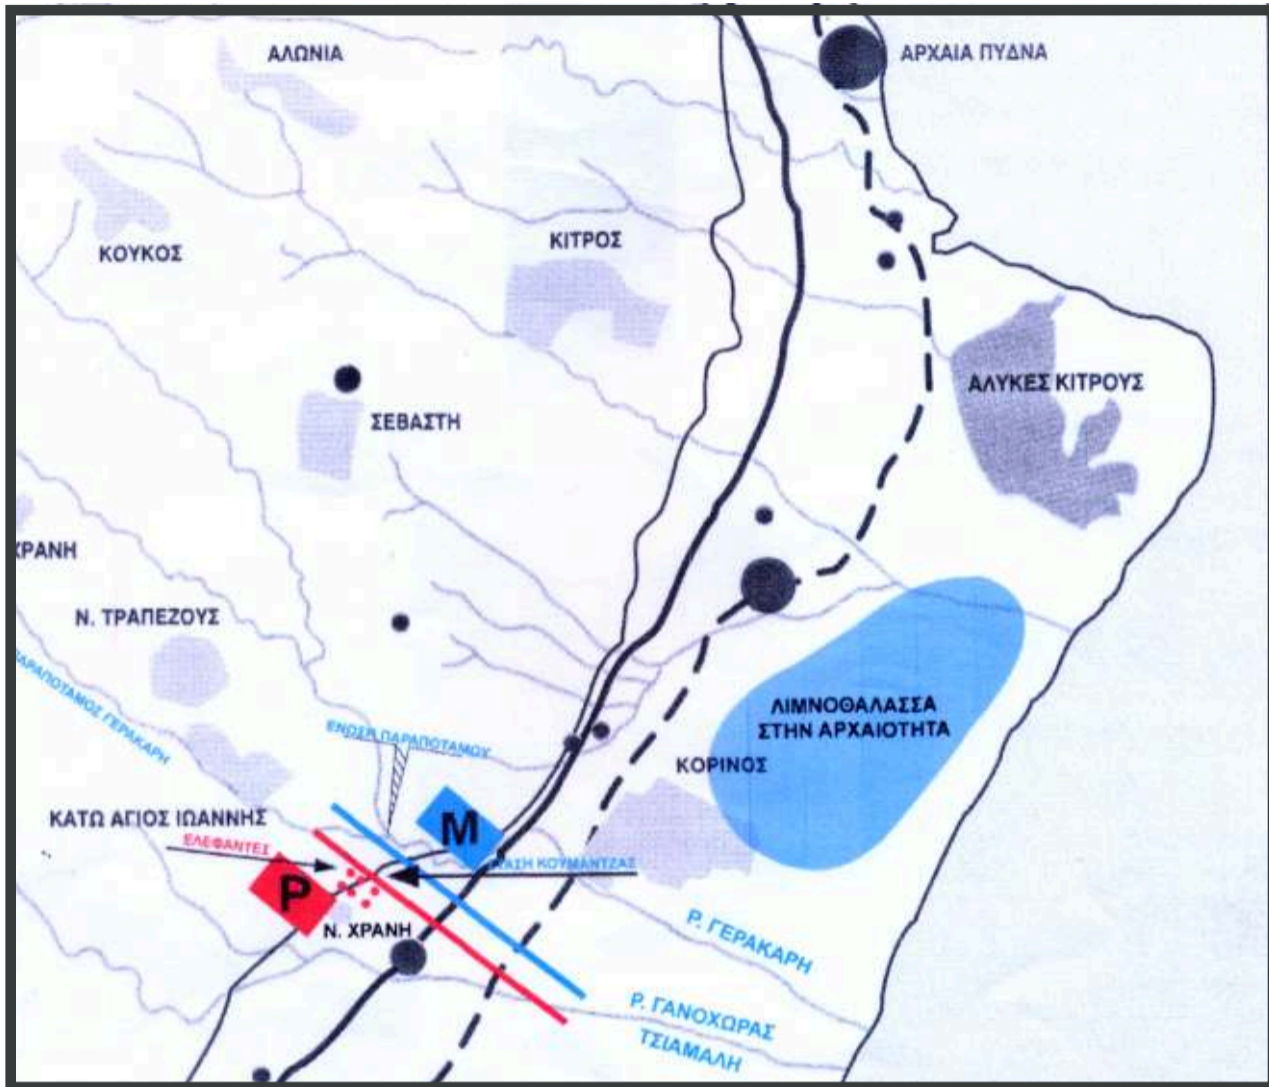 ΑΛΩΝΙΑ
ΑΡΧΑΙΑ ΠΥΔΝΑ
ΚΟΥΚΟΣ
ΚΙΤΡΟΣ
ΑΛΥΚΕΣ ΚΙΤΡΟΥΣ
ΣΕΒΑΣΤΗ
ΧΡΑΝΗ
Ν. ΤΡΑΠΕΖΟΥΣ
ΠΑΡΑΠΟΤΑΜΟΣ ΓΕΡΑΚΑΡΗ
ΕΝΩΣΗ ΠΑΡΑΠΟΤΑΜΟΥ
ΛΙΜΝΟΘΑΛΑΣΣΑ
ΣΤΗΝ ΑΡΧΑΙΟΤΗΤΑ
ΚΟΡΙΝΟΣ
ΚΑΤΩ ΑΓΙΟΣ ΙΩΑΝΝΗΣ
ΕΛΕΦΑΝΤΕΣ
M
ΚΟΥΜΑΝΤΖΑΣ
P
Ν. ΧΡΑΝΗ
Ρ. ΓΕΡΑΚΑΡΗ
Ρ. ΓΑΝΟΧΩΡΑΣ
ΤΣΙΑΜΑΛΗ